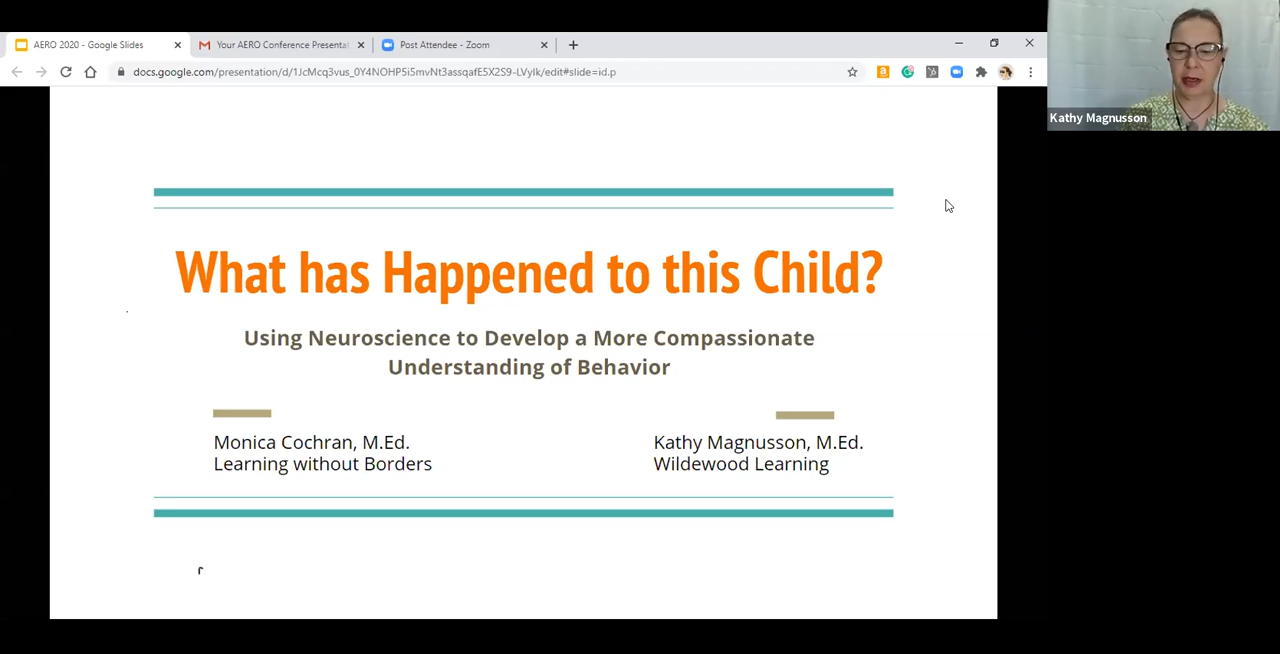 AERO 2020 - Google Slides
Your AERO Conference Presenta
Post Attendee - Zoom
docs.google.com/presentation/d/1JcMcq3vus_0Y4NOHP5i5mvNt3assqafE5X2S9-LVyIk/edit#slide=id.p
Kathy Magnusson
What has Happened to this Child?
Using Neuroscience to Develop a More Compassionate
Understanding of Behavior
Monica Cochran, M.Ed.
Learning without Borders
Kathy Magnusson, M.Ed.
Wildewood Learning